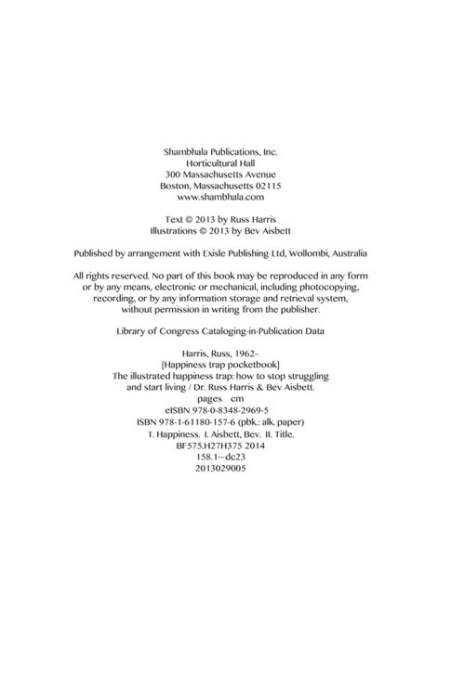 Shambhala Publications, Inc.
Horticultural Hall
300 Massachusetts Avenue
Boston, Massachusetts 02115
www.shambhala.com
Text © 2013 by Russ Harris
Illustrations © 2013 by Bev Aisbett
Published by arrangement with Exisle Publishing Ltd, Wollombi, Australia
All rights reserved. No part of this book may be reproduced in any form
or by any means, electronic or mechanical, including photocopying,
recording, or by any information storage and retrieval system,
without permission in writing from the publisher.
Library of Congress Cataloging-in-Publication Data
Harris, Russ, 1962–
[Happiness trap pocketbook]
The illustrated happiness trap: how to stop struggling
and start living / Dr. Russ Harris & Bev Aisbett.
pages cm
eISBN 978-0-8348-2969-5
ISBN 978-1-61180-157-6 (pbk.: alk. paper)
1. Happiness. I. Aisbett, Bev. II. Title.
BF575.H27H375 2014
158.1—dc23
2013029005